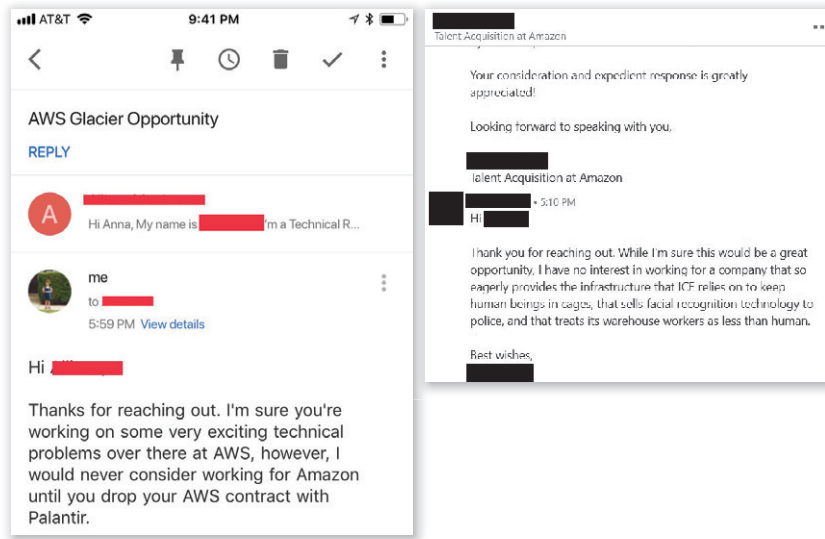 AT&T
9:41 PM
AWS Glacier Opportunity
REPLY
A
Hi Anna, My name is
'm a Technical R...
me
to
5:59 PM View details
Hi
Thanks for reaching out. I'm sure you're
working on some very exciting technical
problems over there at AWS, however, I
would never consider working for Amazon
until you drop your AWS contract with
Palantir.
Talent Acquisition at Amazon
Your consideration and expedient response is greatly
appreciated!
Looking forward to speaking with you,
Talent Acquisition at Amazon
• 5:10 PM
Hi
Thank you for reaching out. While I'm sure this would be a great
opportunity, I have no interest in working for a company that so
eagerly provides the infrastructure that ICE relies on to keep
human beings in cages, that sells facial recognition technology to
police, and that treats its warehouse workers as less than human.
Best wishes,